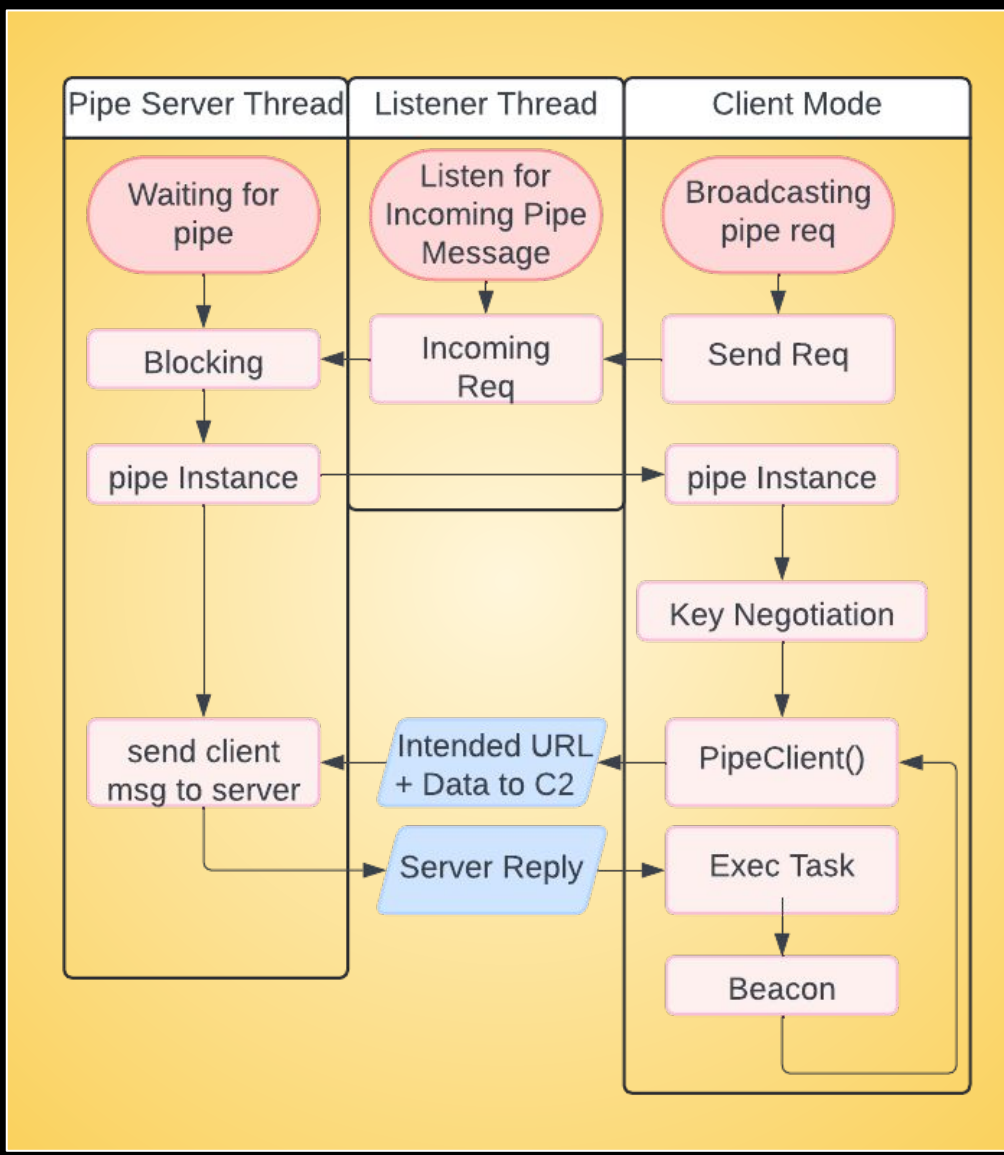 Pipe Server Thread
Listener Thread
Client Mode
Waiting for
pipe
Listen for
Incoming Pipe
Message
Broadcasting
pipe req
Blocking
Incoming
Req
Send Req
pipe Instance
pipe Instance
Key Negotiation
send client
msg to server
Intended URL
+ Data to C2
PipeClient()
Server Reply
Exec Task
Beacon